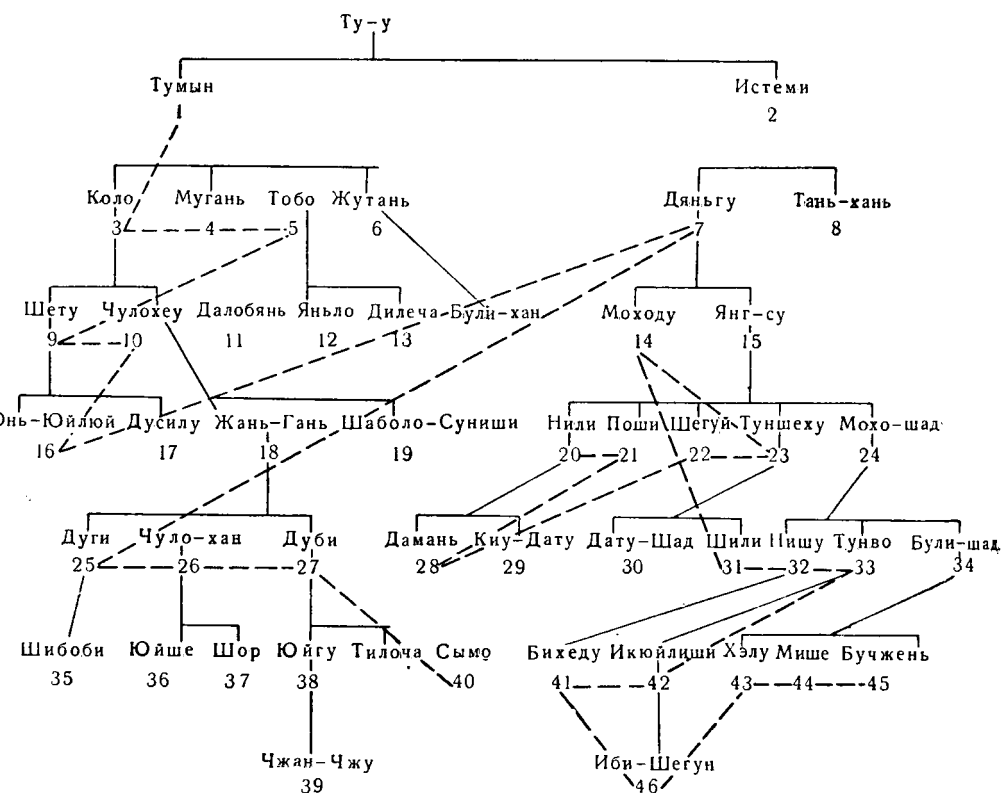 Ту-у
Тумын Истеми
1 2
Коло Мугань Тобо Жутань Дяньгу Тань-хань
3 4 5 6 7 8
Шету Чулохеу Далобянь Яньло Дилеча Були-хан Моходу Янг-су
9 10 11 12 13 14 15
Юнь-Юйлюй Дусилу Жань-Гань Шаболо-Суниши Нили Поши Шегуй Туншеху Мохо-шад
16 17 18 19 20 21 22 23 24
Дуги Чуло-хан Дуби Дамань Киу-Дату Дату-Шад Шили Нишу Тунво Були-шад
25 26 27 28 29 30 31 32 33 34
Шибоби Юйше Шор Юйгу Тилоча Сымо Бихеду Икюйлиши Хэлу Мише Бучжень
35 36 37 38 40 41 42 43 44 45
Чжан-Чжу Иби-Шегун
39 46